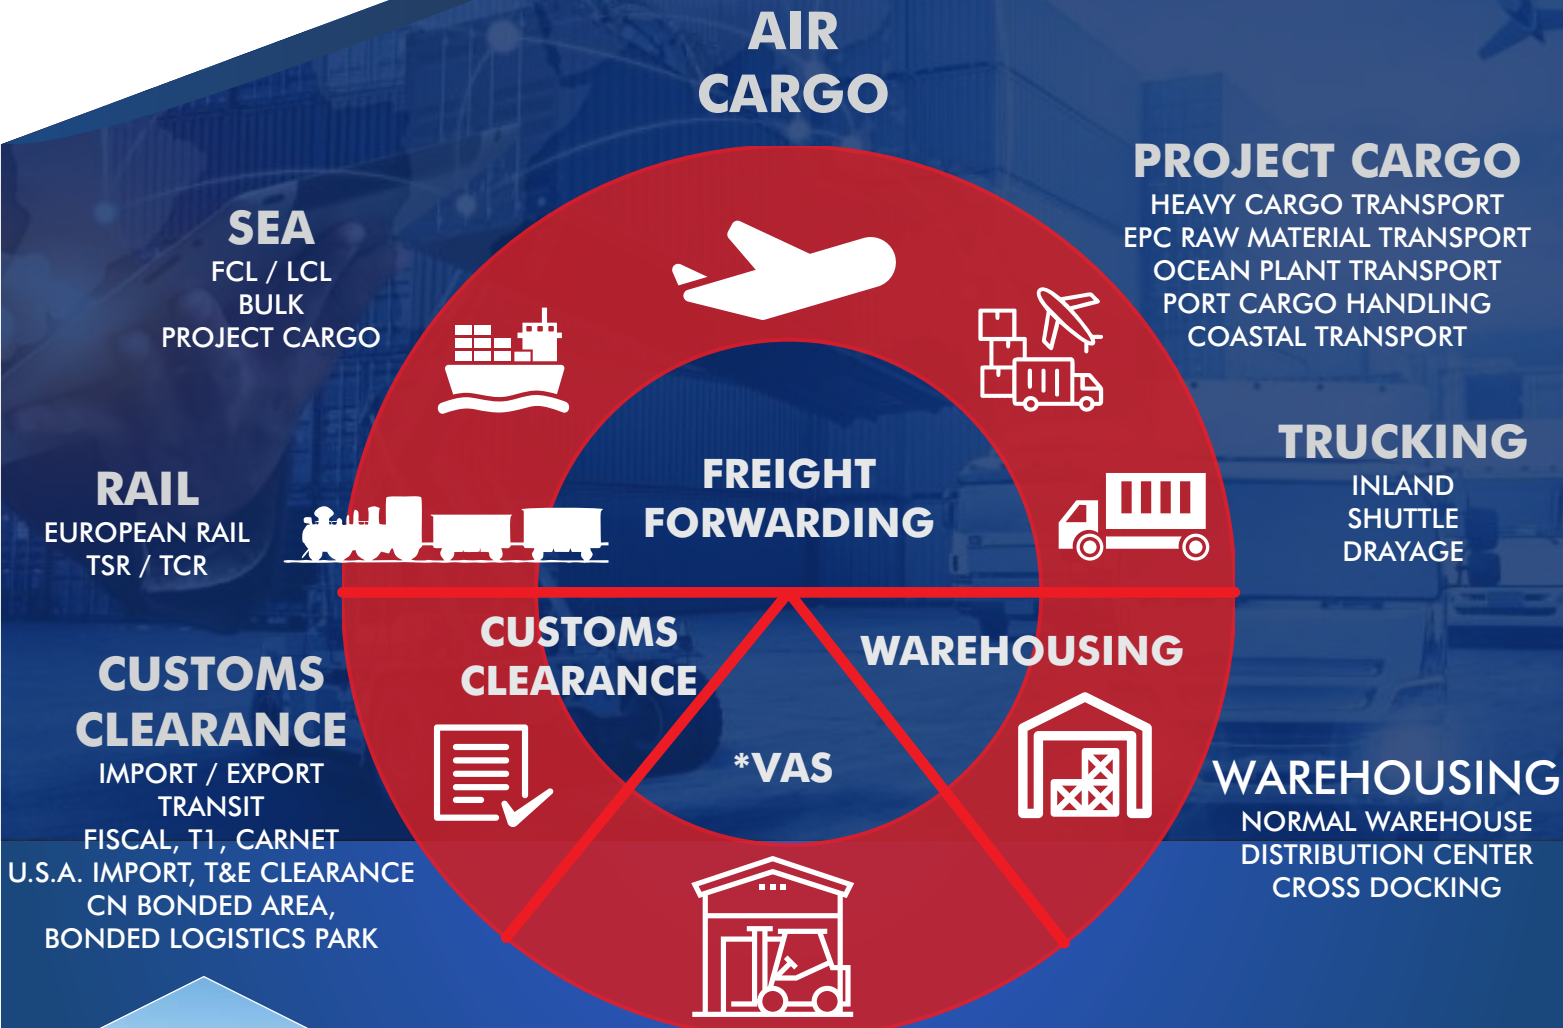 AIR
CARGO
PROJECT CARGO
HEAVY CARGO TRANSPORT
EPC RAW MATERIAL TRANSPORT
OCEAN PLANT TRANSPORT
PORT CARGO HANDLING
COASTAL TRANSPORT
SEA
FCL / LCL
BULK
PROJECT CARGO
TRUCKING
INLAND
SHUTTLE
DRAYAGE
RAIL
EUROPEAN RAIL
TSR / TCR
FREIGHT
FORWARDING
CUSTOMS
CLEARANCE
WAREHOUSING
*VAS
CUSTOMS
CLEARANCE
IMPORT / EXPORT
TRANSIT
FISCAL, T1, CARNET
U.S.A. IMPORT, T&E CLEARANCE
CN BONDED AREA,
BONDED LOGISTICS PARK
WAREHOUSING
NORMAL WAREHOUSE
DISTRIBUTION CENTER
CROSS DOCKING